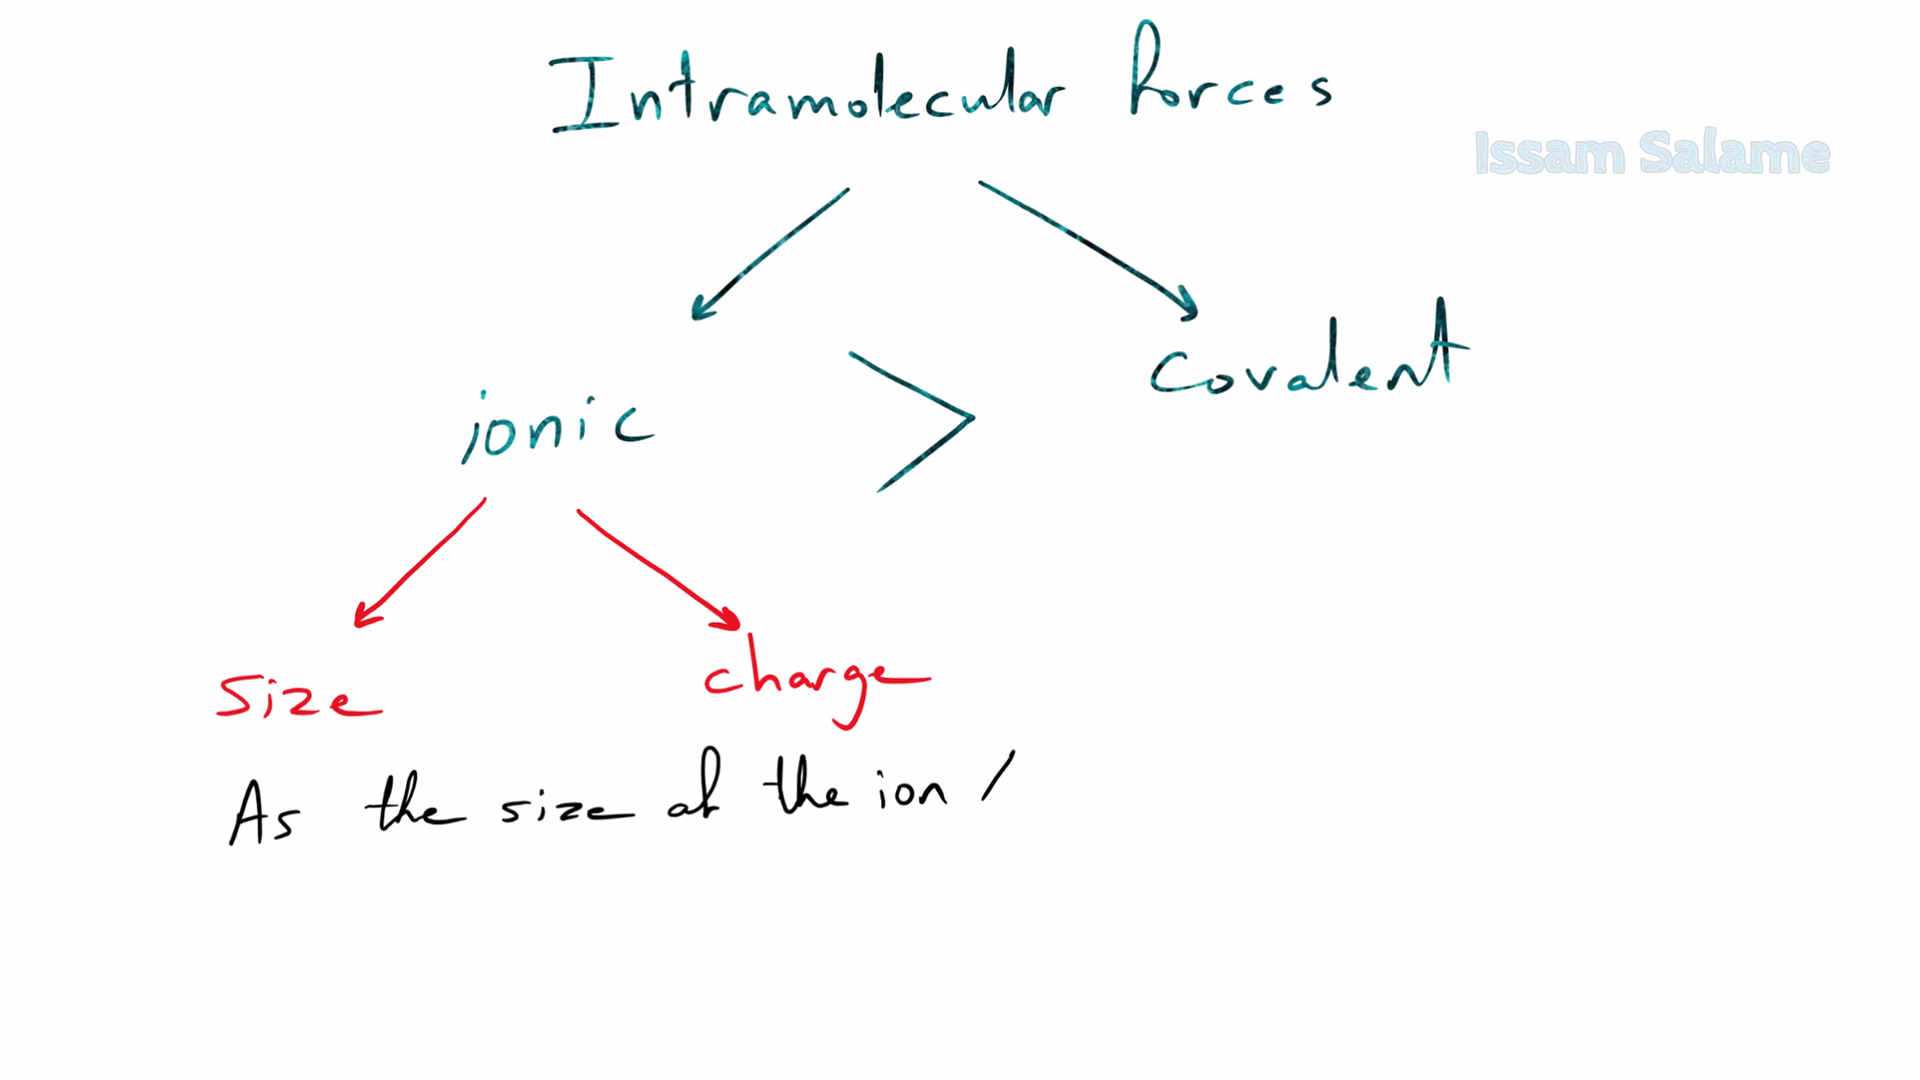 Intramolecular forces
Issam Salame
ionic > covalent
size charge
As the size of the ion /